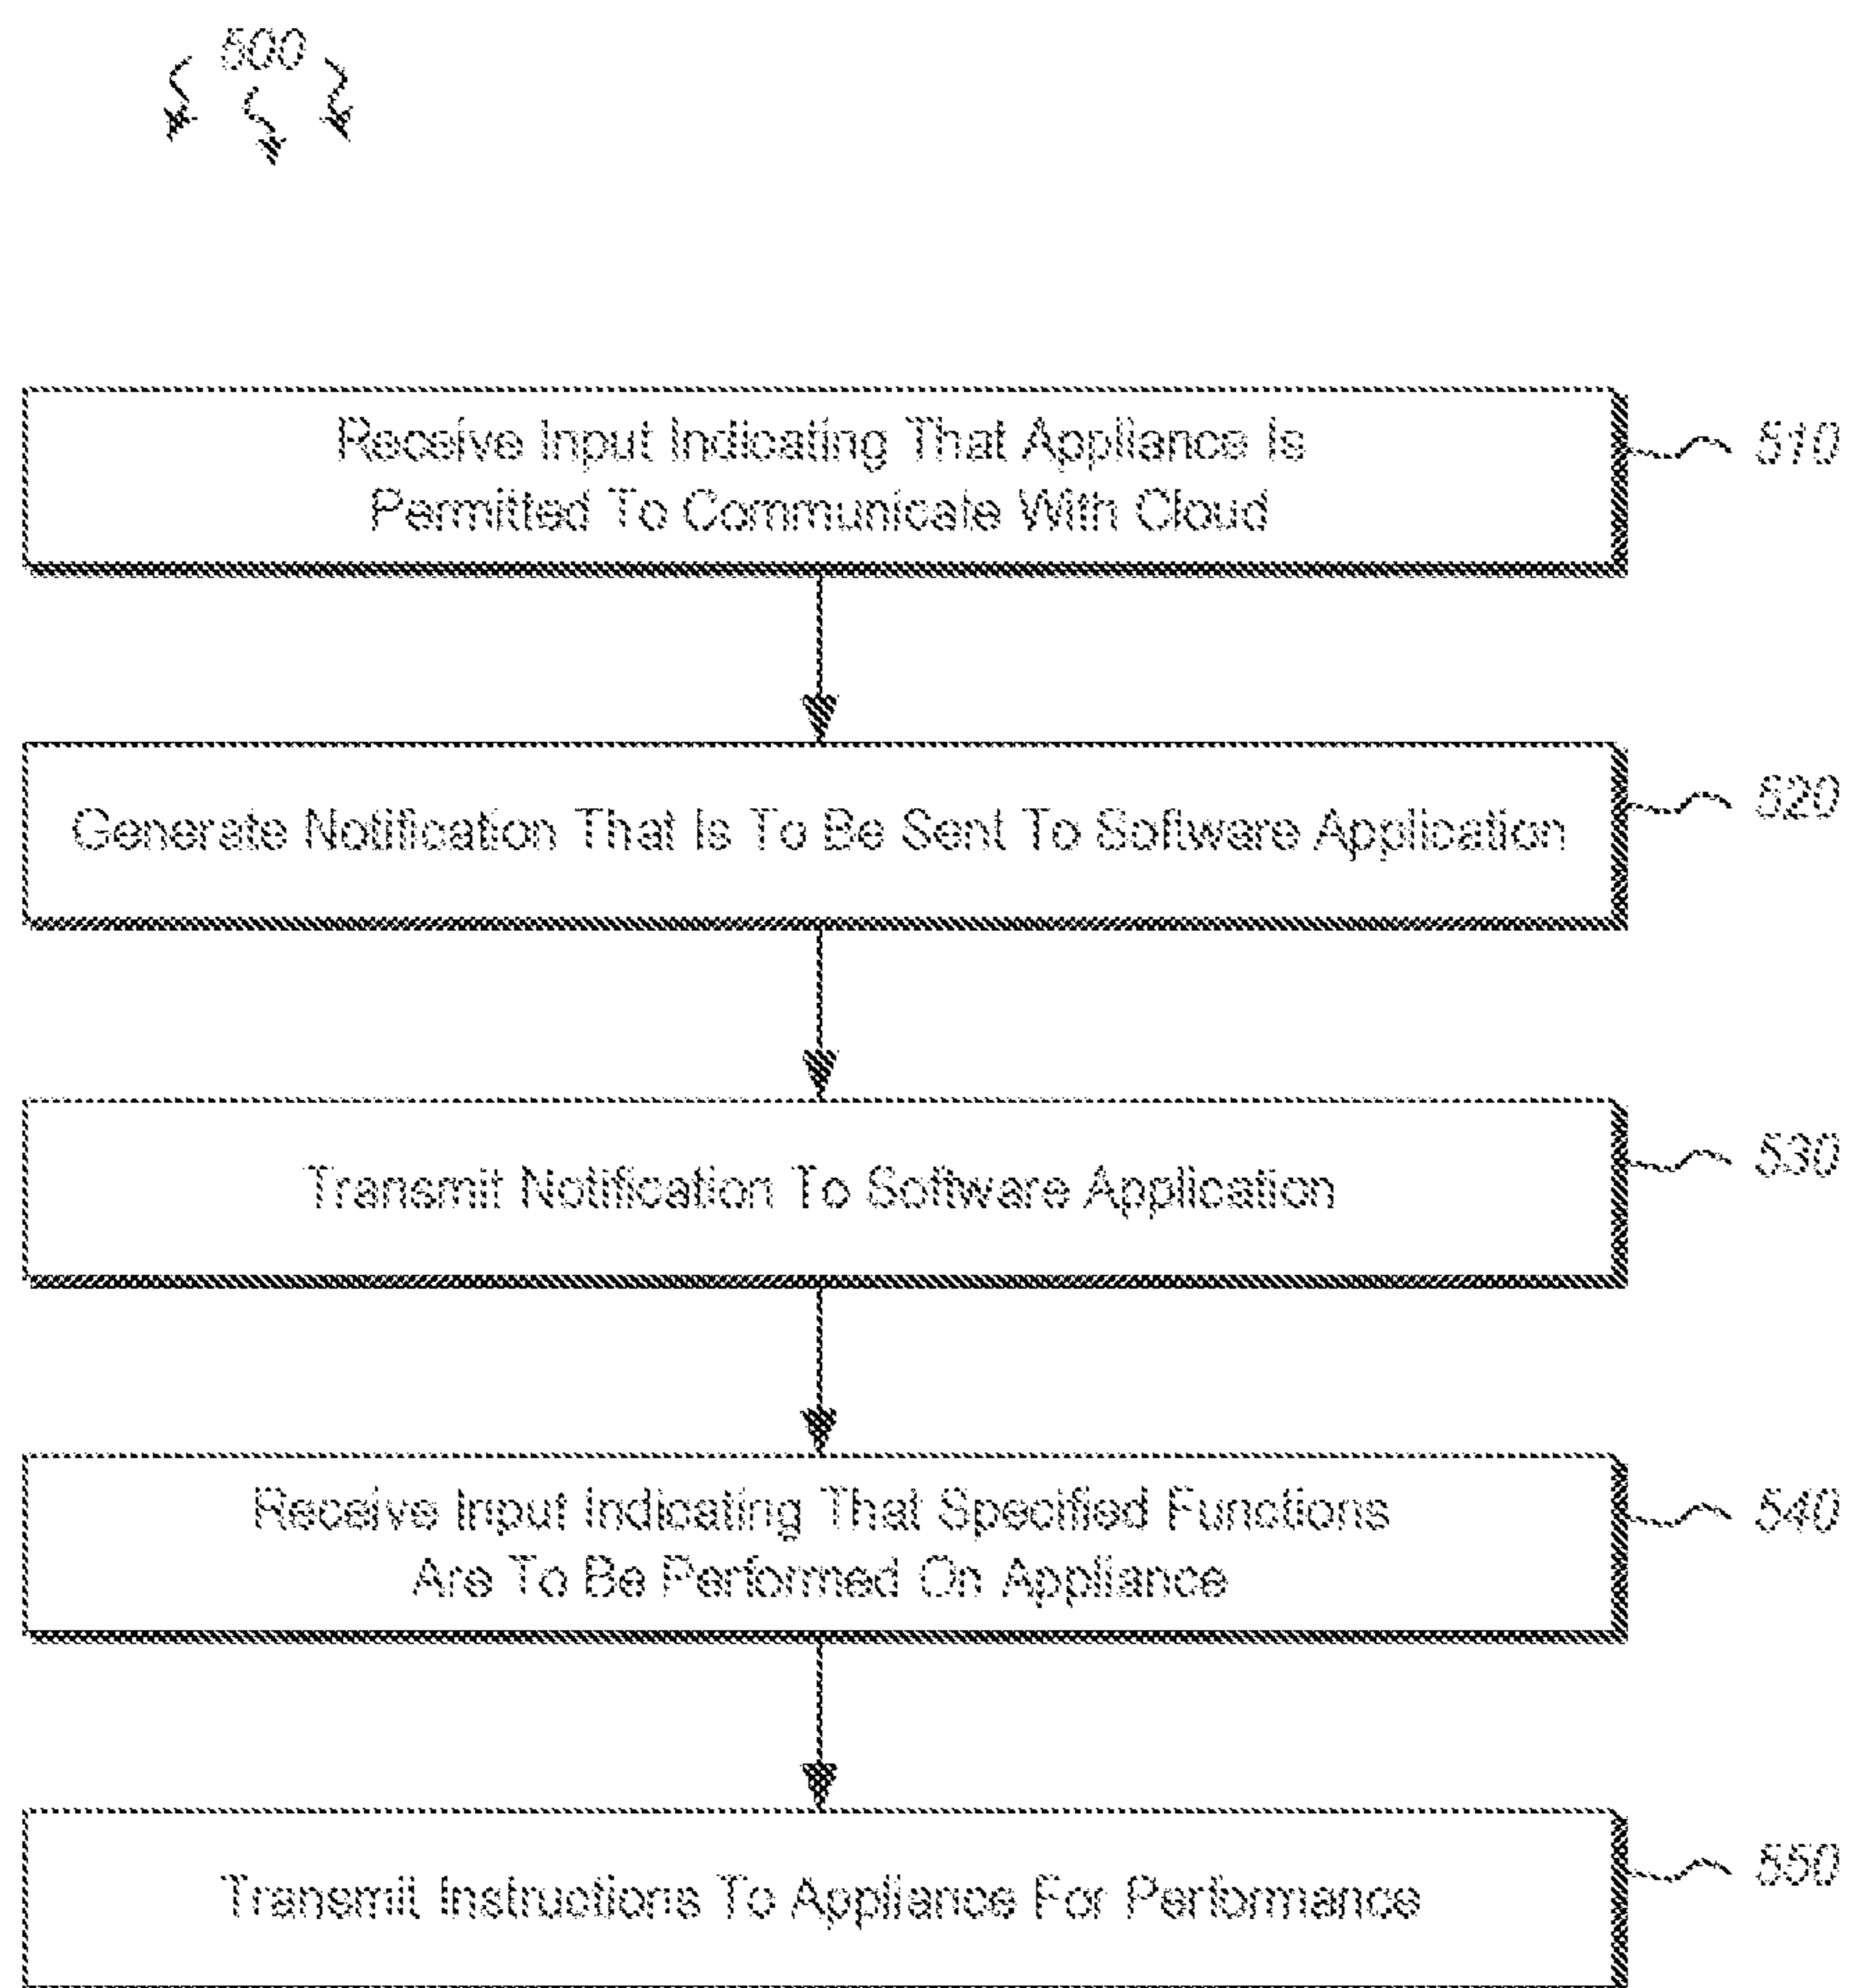 500
Receive Input Indicating That Appliance Is
Permitted To Communicate With Cloud
510
Generate Notification That Is To Be Sent To Software Application
520
Transmit Notification To Software Application
530
Receive Input Indicating That Specified Functions
Are To Be Performed On Appliance
540
Transmit Instructions To Appliance For Performance
550